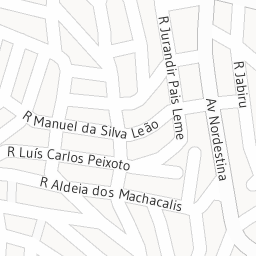 R Jurandir Pais Leme
R Jabiru
Av Nordestina
R Manuel da Silva Leão
R Luís Carlos Peixoto
R Aldeia dos Machacalis